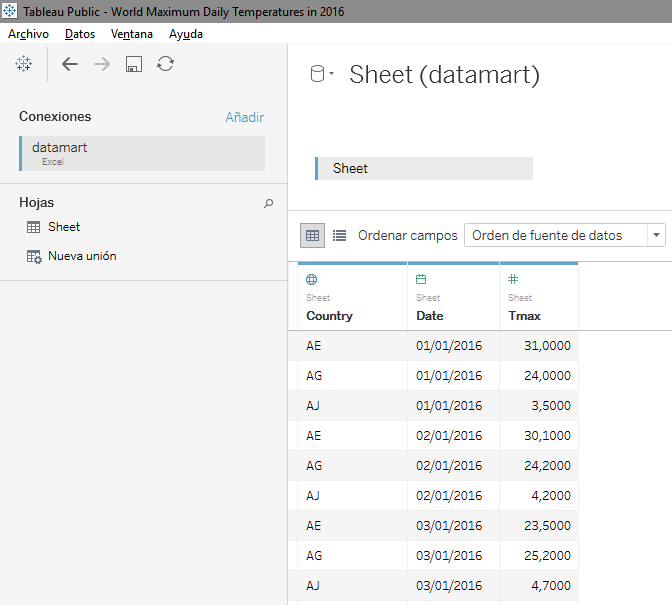 Tableau Public - World Maximum Daily Temperatures in 2016
Archivo Datos Ventana Ayuda
Conexiones Añadir
datamart
Excel
Hojas
Sheet
Nueva unión
Sheet (datamart)
Sheet
Ordenar campos Orden de fuente de datos
Sheet Sheet Sheet
Country Date Tmax
AE 01/01/2016 31,0000
AG 01/01/2016 24,0000
AJ 01/01/2016 3,5000
AE 02/01/2016 30,1000
AG 02/01/2016 24,2000
AJ 02/01/2016 4,2000
AE 03/01/2016 23,5000
AG 03/01/2016 25,2000
AJ 03/01/2016 4,7000